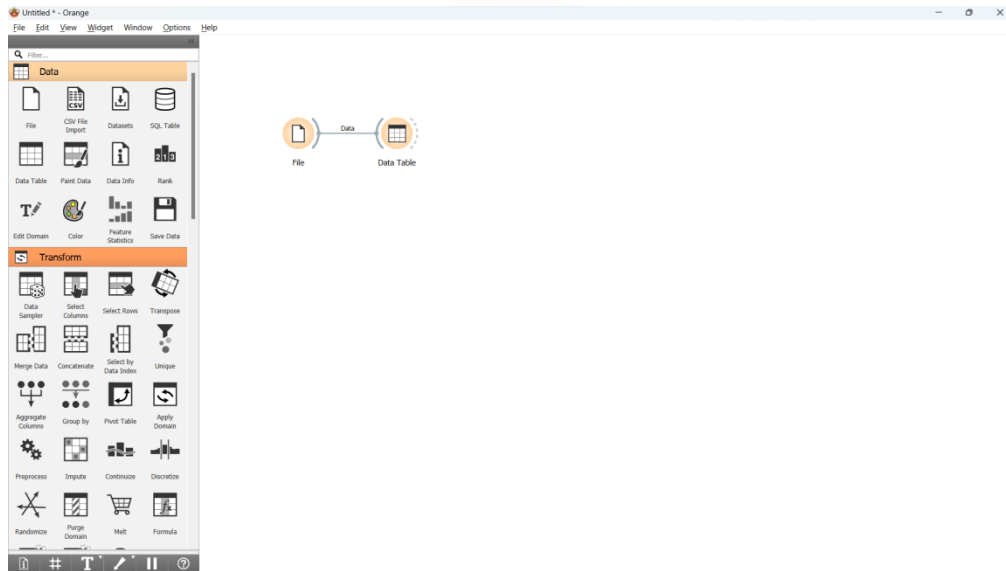 Untitled * - Orange
File Edit View Widget Window Options Help
Filter...
Data
File
CSV File Import
Datasets
SQL Table
Data Table
Paint Data
Data Info
Rank
Edit Domain
Color
Feature Statistics
Save Data
Transform
Data Sampler
Select Columns
Select Rows
Transpose
Merge Data
Concatenate
Select by Data Index
Unique
Aggregate Columns
Group by
Pivot Table
Apply Domain
Preprocess
Impute
Continuize
Discretize
Randomize
Purge Domain
Melt
Formula
Data
File
Data Table